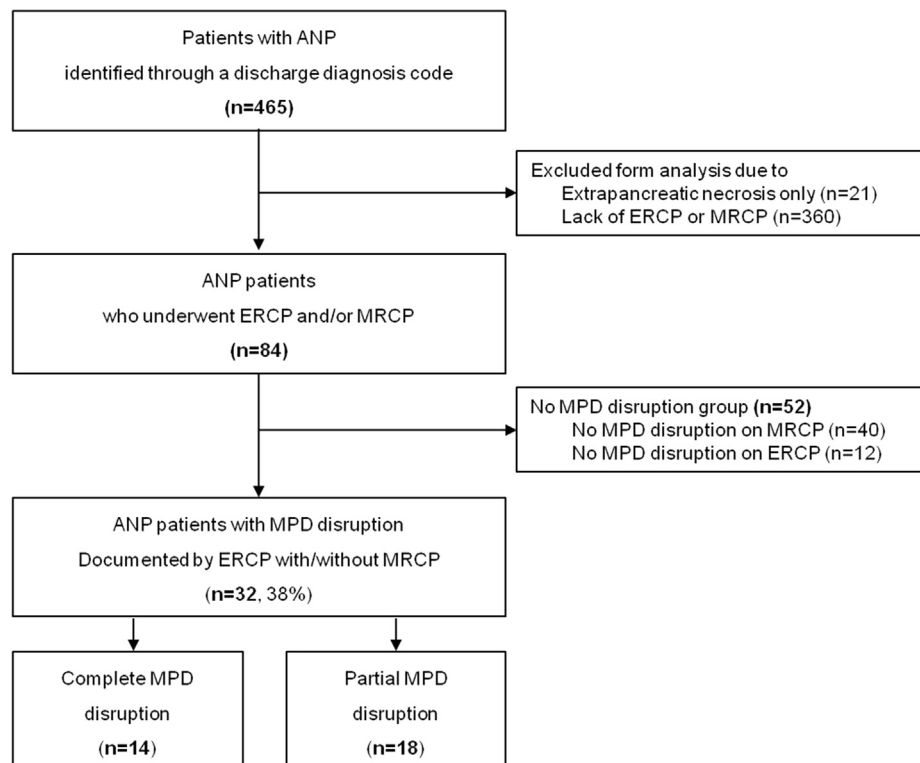 Patients with ANP
identified through a discharge diagnosis code
(n=465)
Excluded form analysis due to
Extrapancreatic necrosis only (n=21)
Lack of ERCP or MRCP (n=360)
ANP patients
who underwent ERCP and/or MRCP
(n=84)
No MPD disruption group (n=52)
No MPD disruption on MRCP (n=40)
No MPD disruption on ERCP (n=12)
ANP patients with MPD disruption
Documented by ERCP with/without MRCP
(n=32, 38%)
Complete MPD
disruption
(n=14)
Partial MPD
disruption
(n=18)